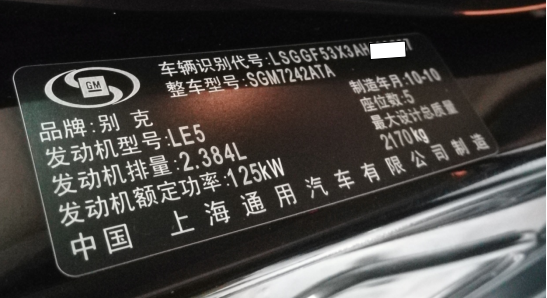 GM
车辆识别代号:LSGGF53X3AH
整车型号:SGM7242ATA
品牌:别 克
制造年月:10-10
发动机型号:LE5
座位数:5
发动机排量:2.384L
最大设计总质量
2170kg
发动机额定功率:125kW
中国 上海通用汽车有限公司制造